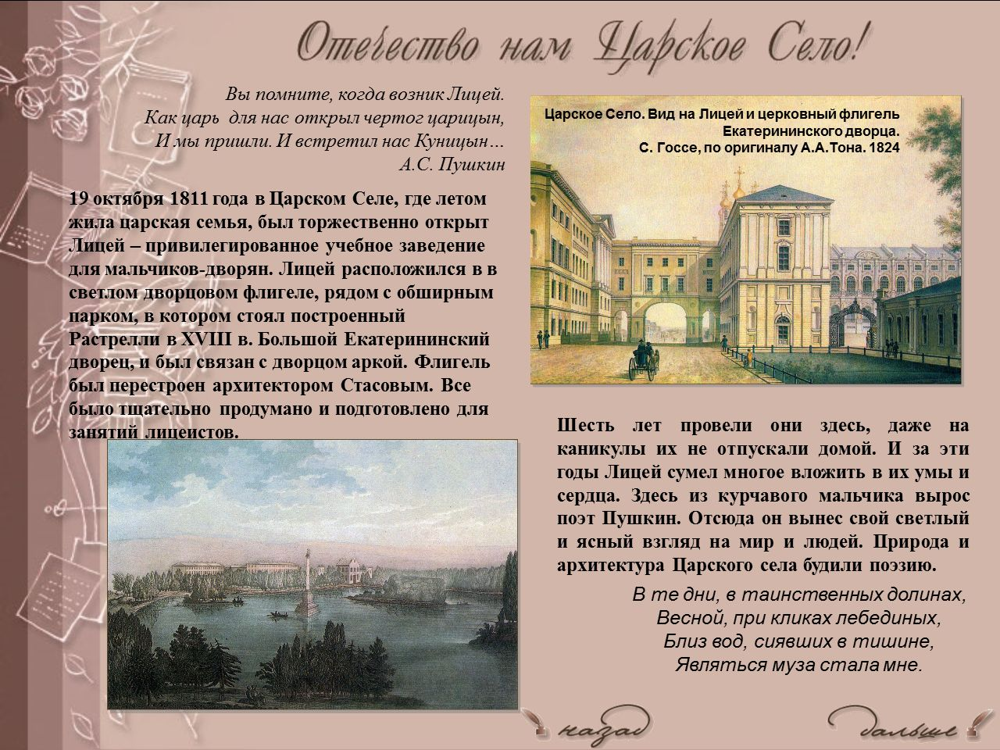 Отечество нам Царское Село!
Вы помните, когда возник Лицей.
Как царь для нас открыл чертог царицын,
И мы пришли. И встретил нас Куницын…
А.С. Пушкин
19 октября 1811 года в Царском Селе, где летом
жила царская семья, был торжественно открыт
Лицей – привилегированное учебное заведение
для мальчиков-дворян. Лицей расположился в в
светлом дворцовом флигеле, рядом с обширным
парком, в котором стоял построенный
Растрелли в XVIII в. Большой Екатерининский
дворец, и был связан с дворцом аркой. Флигель
был перестроен архитектором Стасовым. Все
было тщательно продумано и подготовлено для
занятий лицеистов.
Царское Село. Вид на Лицей и церковный флигель
Екатерининского дворца.
С. Госсе, по оригиналу А.А.Тона. 1824
Шесть лет провели они здесь, даже на
каникулы их не отпускали домой. И за эти
годы Лицей сумел многое вложить в их умы и
сердца. Здесь из курчавого мальчика вырос
поэт Пушкин. Отсюда он вынес свой светлый
и ясный взгляд на мир и людей. Природа и
архитектура Царского села будили поэзию.
В те дни, в таинственных долинах,
Весной, при кликах лебединых,
Близ вод, сиявших в тишине,
Являться муза стала мне.
назад
дальше